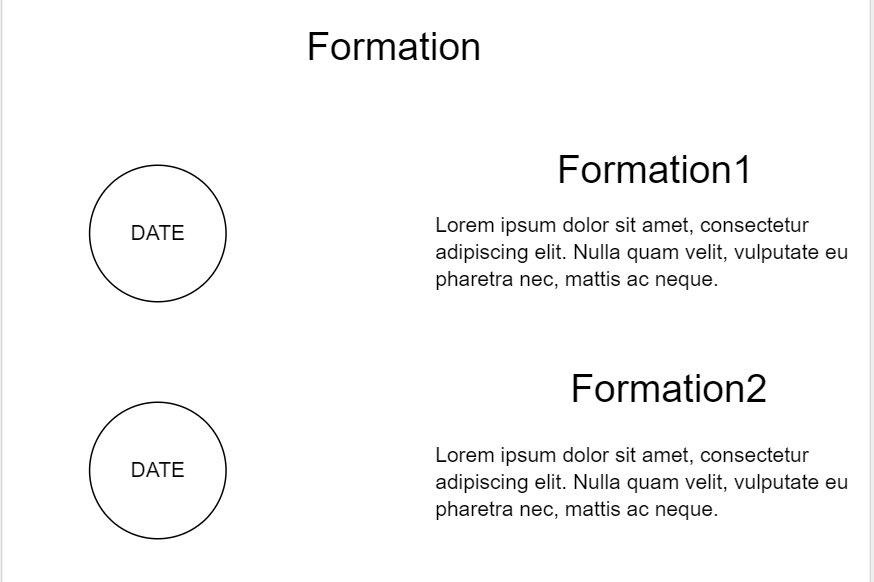 Formation
Formation1
DATE
Lorem ipsum dolor sit amet, consectetur
adipiscing elit. Nulla quam velit, vulputate eu
pharetra nec, mattis ac neque.
Formation2
DATE
Lorem ipsum dolor sit amet, consectetur
adipiscing elit. Nulla quam velit, vulputate eu
pharetra nec, mattis ac neque.